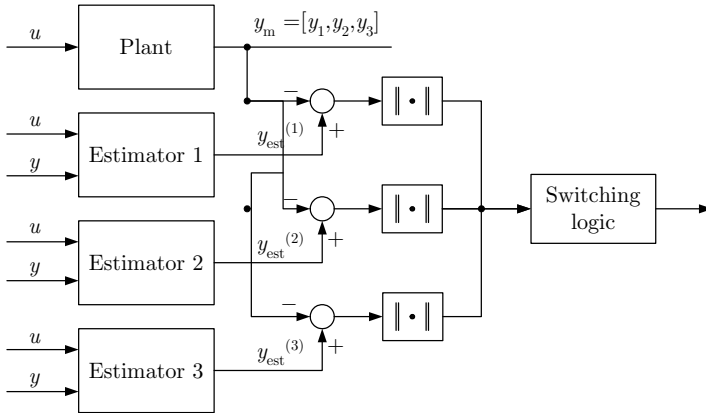 u
Plant
y_m =[y_1,y_2,y_3]
−
‖ • ‖
u
Estimator 1
y_est^(1)
+
y
−
‖ • ‖
Switching
logic
u
Estimator 2
y_est^(2)
+
y
−
‖ • ‖
u
Estimator 3
y_est^(3)
+
y